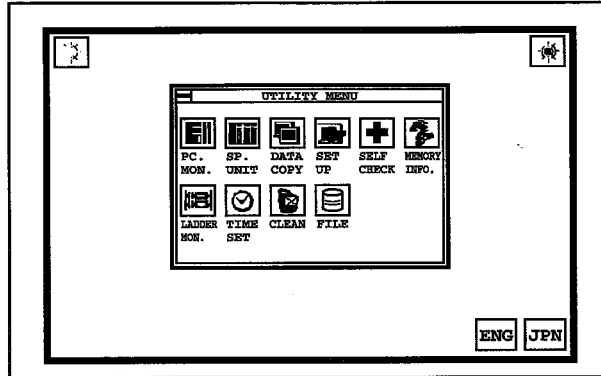 UTILITY MENU
PC. SP. DATA SET SELF MEMORY
MON. UNIT COPY UP CHECK INFO.
LADDER TIME CLEAN FILE
MON. SET
ENG JPN